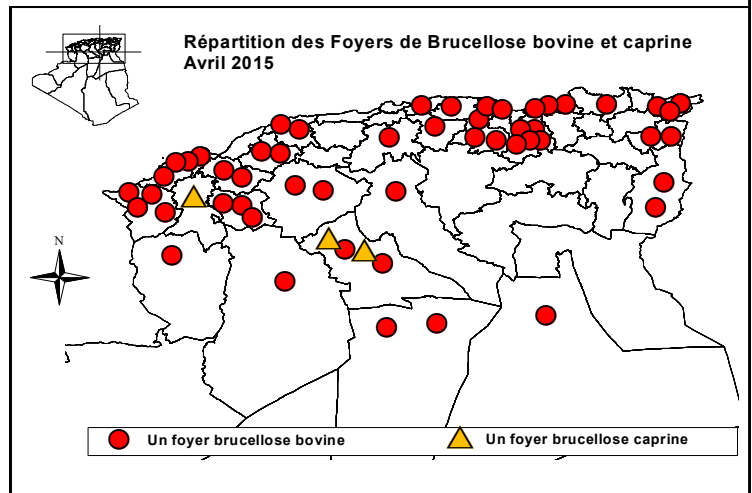 Répartition des Foyers de Brucellose bovine et caprine
Avril 2015
N
Un foyer brucellose bovine
Un foyer brucellose caprine